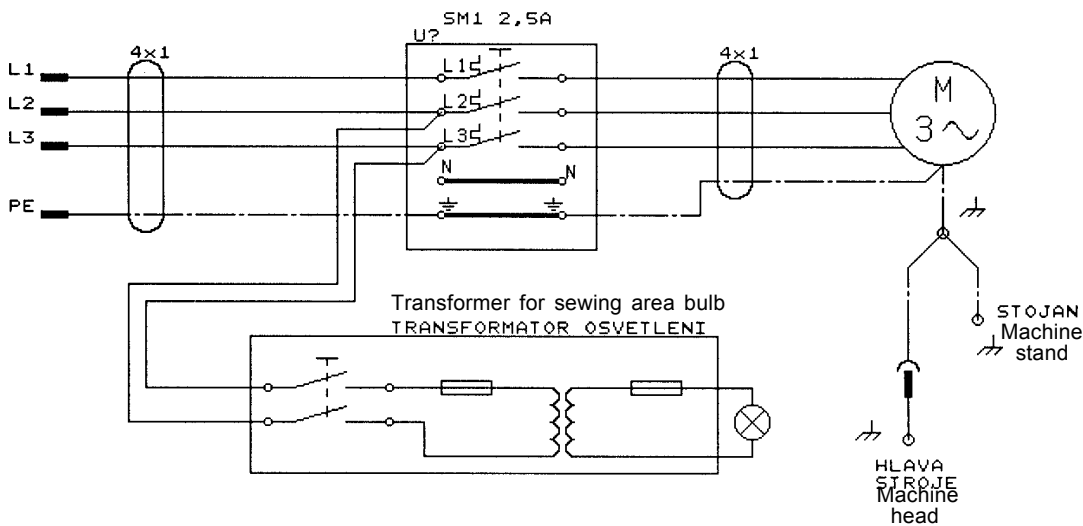 SM1 2,5A
U?
4x1
4x1
L1
L1
M
3
L2
L2
L3
L3
N
N
PE
Transformer for sewing area bulb
TRANSFORMATOR OSVETLENI
STOJAN
Machine
stand
HLAVA
STROJE
Machine
head